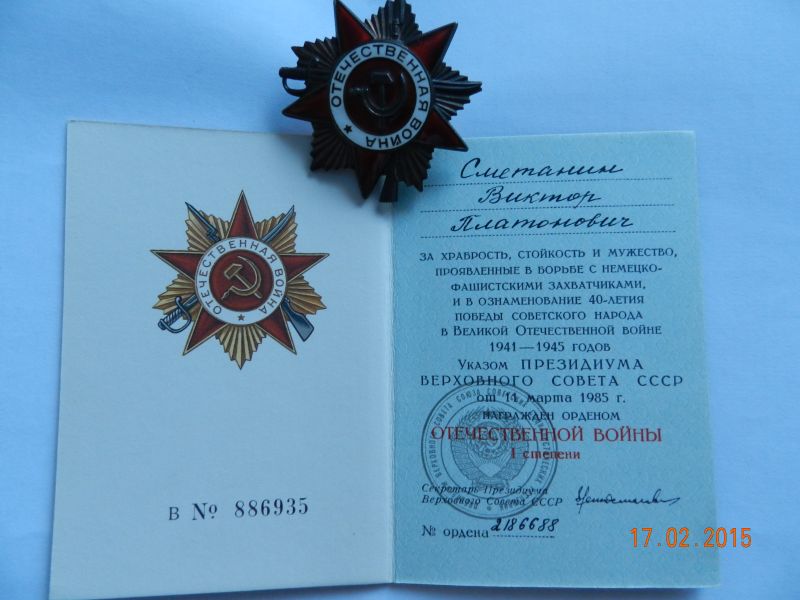 ОТЕЧЕСТВЕННАЯ ВОЙНА
ОТЕЧЕСТВЕННАЯ ВОЙНА
В № 886935
Сметанин
Виктор
Платонович
ЗА ХРАБРОСТЬ, СТОЙКОСТЬ И МУЖЕСТВО,
ПРОЯВЛЕННЫЕ В БОРЬБЕ С НЕМЕЦКО-
ФАШИСТСКИМИ ЗАХВАТЧИКАМИ,
И В ОЗНАМЕНОВАНИЕ 40-ЛЕТИЯ
ПОБЕДЫ СОВЕТСКОГО НАРОДА
В ВЕЛИКОЙ ОТЕЧЕСТВЕННОЙ ВОЙНЕ
1941—1945 ГОДОВ
УКАЗОМ ПРЕЗИДИУМА
ВЕРХОВНОГО СОВЕТА СССР
от 11 марта 1985 г.
НАГРАЖДЕН ОРДЕНОМ
ОТЕЧЕСТВЕННОЙ ВОЙНЫ
I степени
Секретарь Президиума
Верховного Совета СССР
№ ордена 2186688
17.02.2015